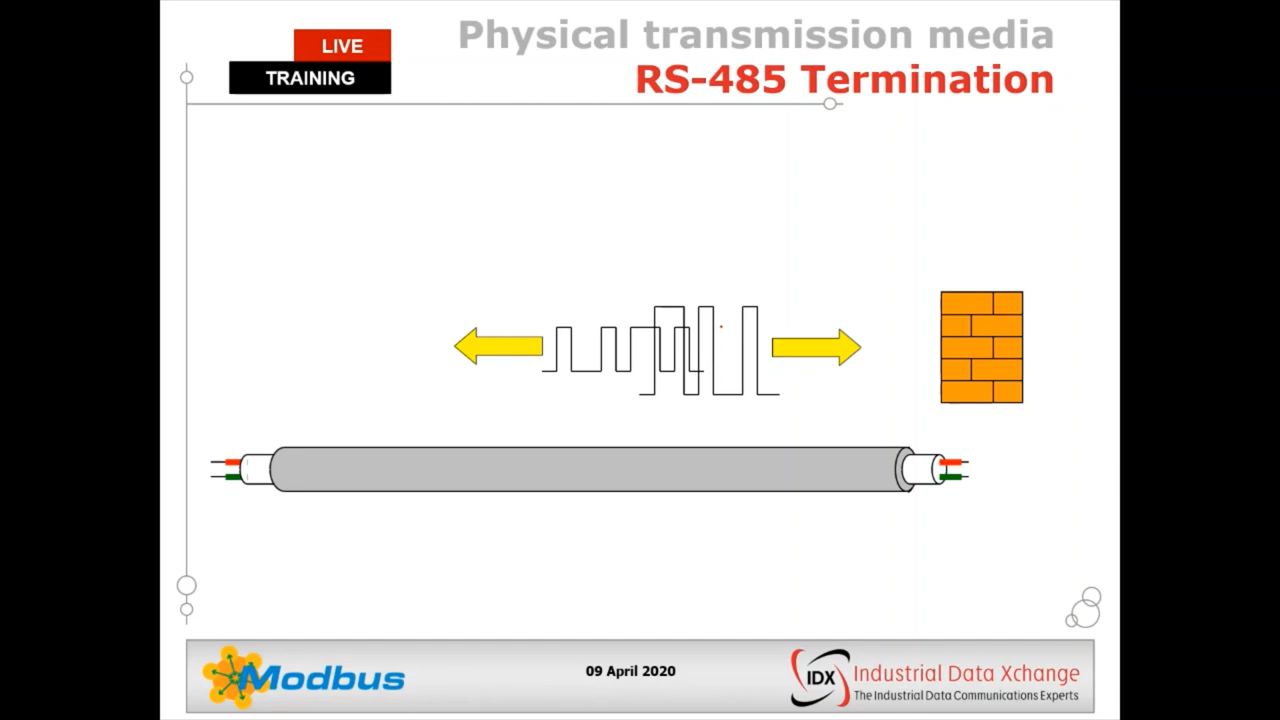 LIVE
TRAINING
Physical transmission media
RS-485 Termination
Modbus
09 April 2020
IDX
Industrial Data Xchange
The Industrial Data Communications Experts